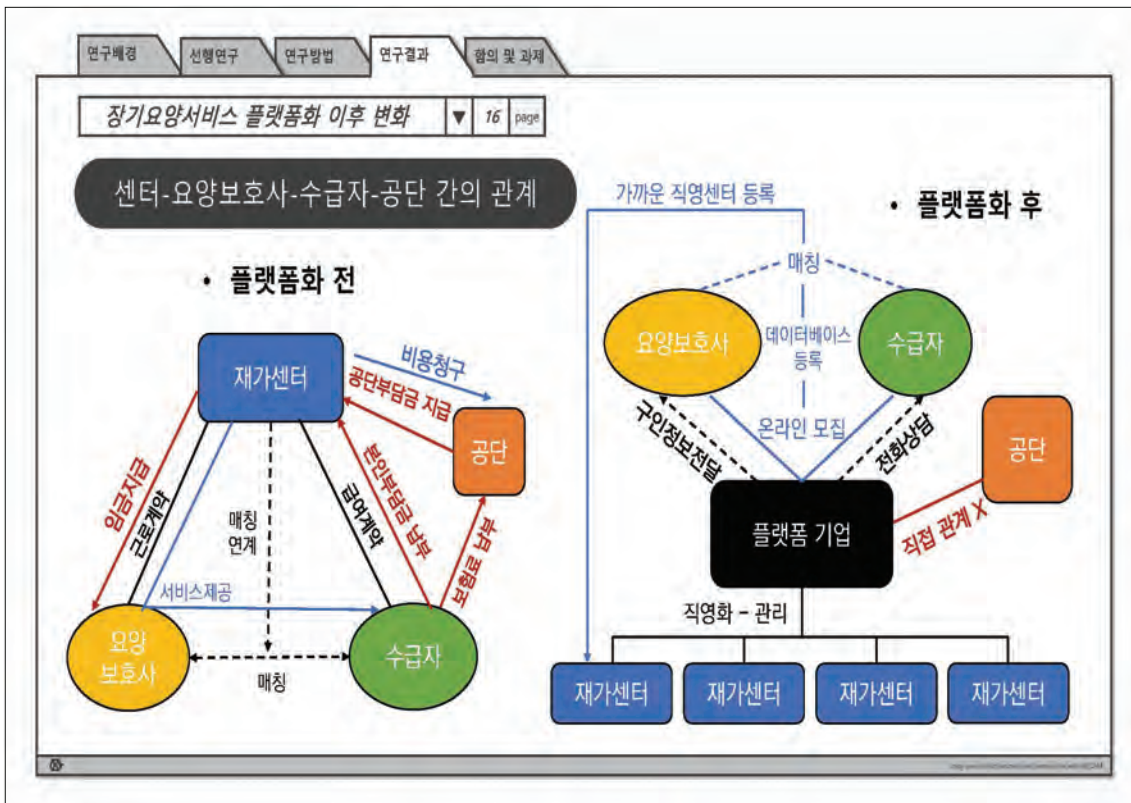 연구배경
선행연구
연구방법
연구결과
함의 및 과제
장기요양서비스 플랫폼화 이후 변화 ▼ 16 page
센터-요양보호사-수급자-공단 간의 관계
• 플랫폼화 전
재가센터
비용청구
공단부담금 지급
공단
임금지급
근로계약
매칭
연계
급여계약
본인부담금 납부
보험료 납부
서비스제공
요양
보호사
수급자
매칭
• 플랫폼화 후
가까운 직영센터 등록
매칭
요양보호사
데이터베이스
등록
수급자
구인정보전달
온라인 모집
전화상담
공단
플랫폼 기업
직접 관계 X
직영화 - 관리
재가센터
재가센터
재가센터
재가센터